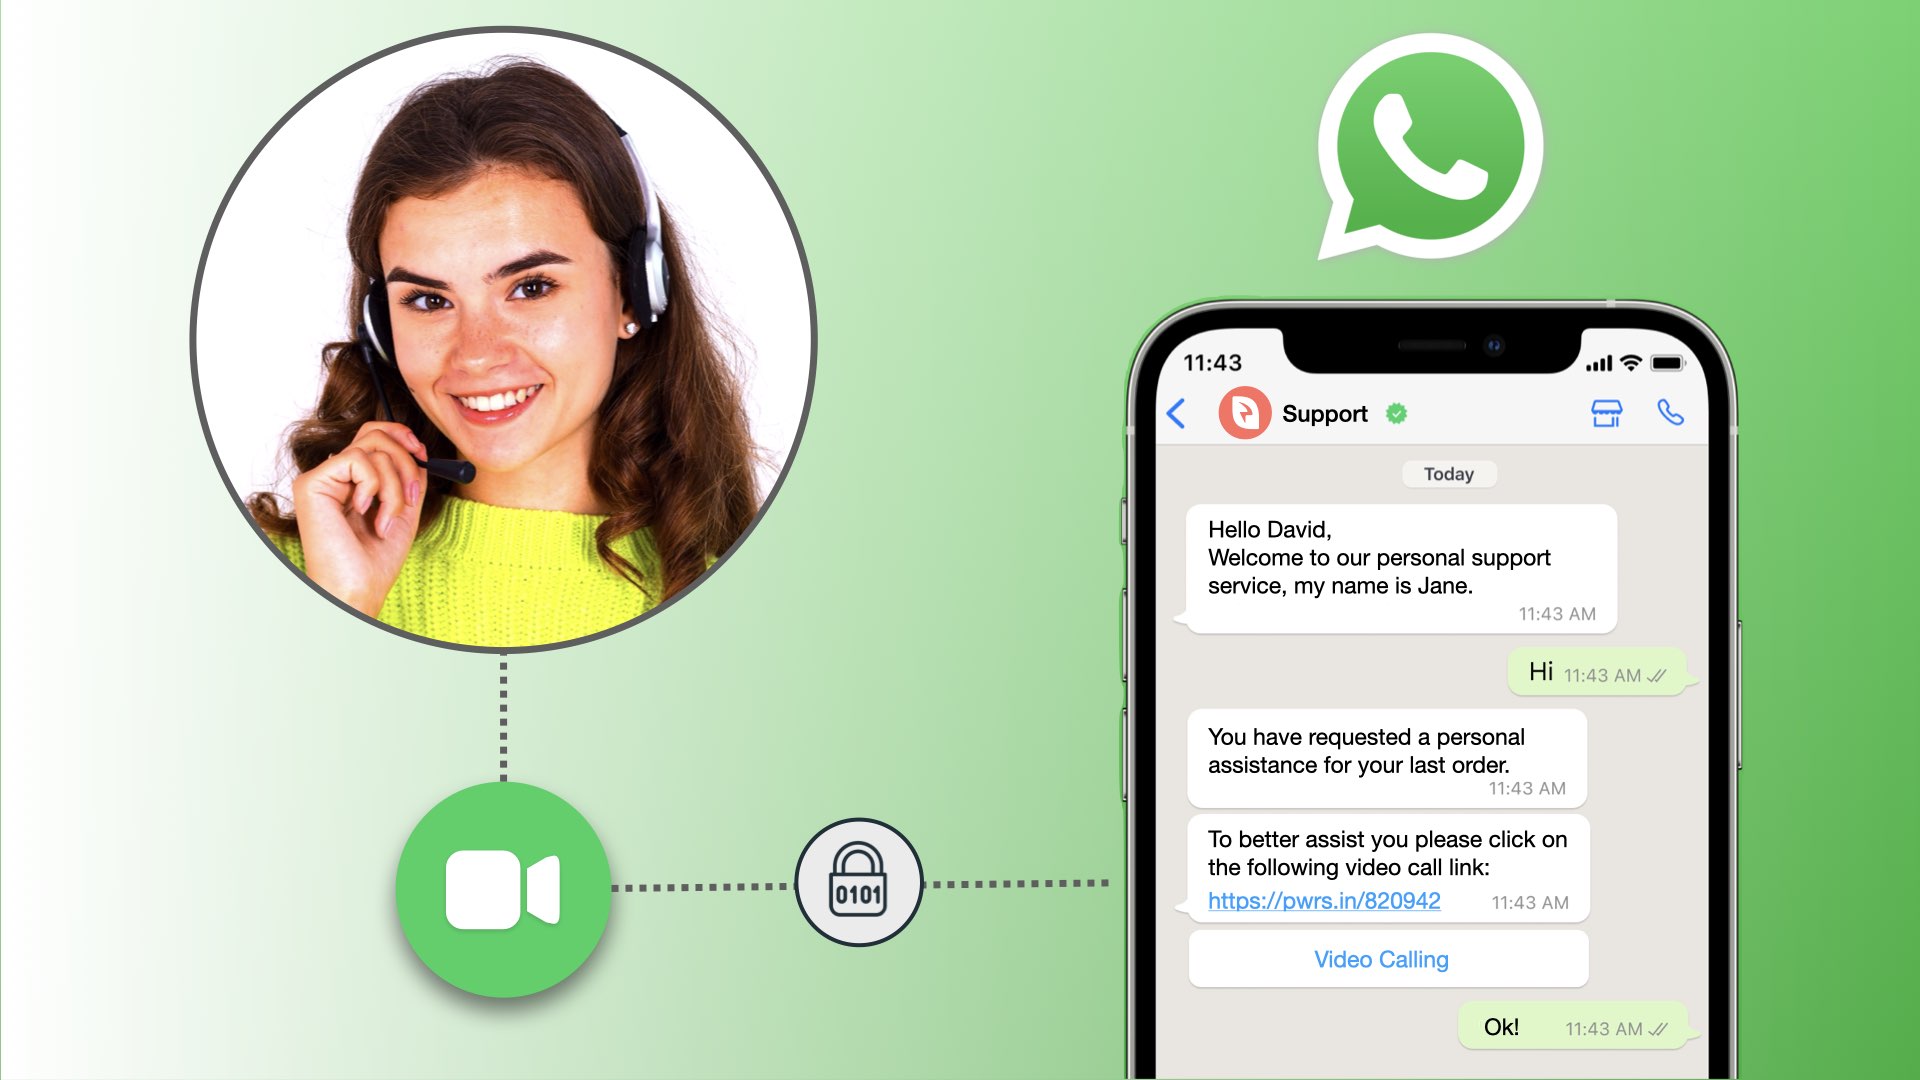 11:43
Support
Today
Hello David,
Welcome to our personal support
service, my name is Jane.
11:43 AM
Hi 11:43 AM
You have requested a personal
assistance for your last order.
11:43 AM
To better assist you please click on
the following video call link:
https://pwrs.in/820942 11:43 AM
Video Calling
Ok! 11:43 AM
0101